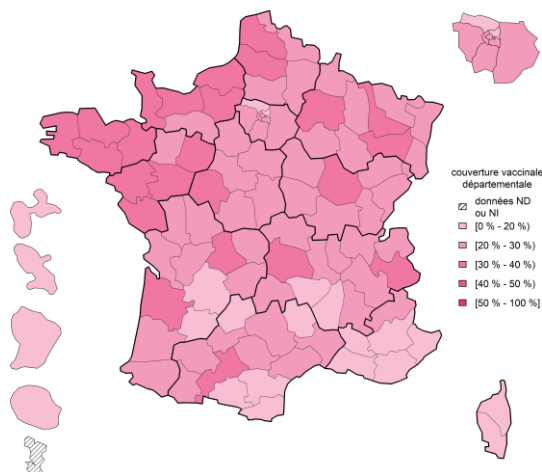 couverture vaccinale
départementale
données ND
ou NI
[0 % - 20 %)
[20 % - 30 %)
[30 % - 40 %)
[40 % - 50 %)
[50 % - 100 %]